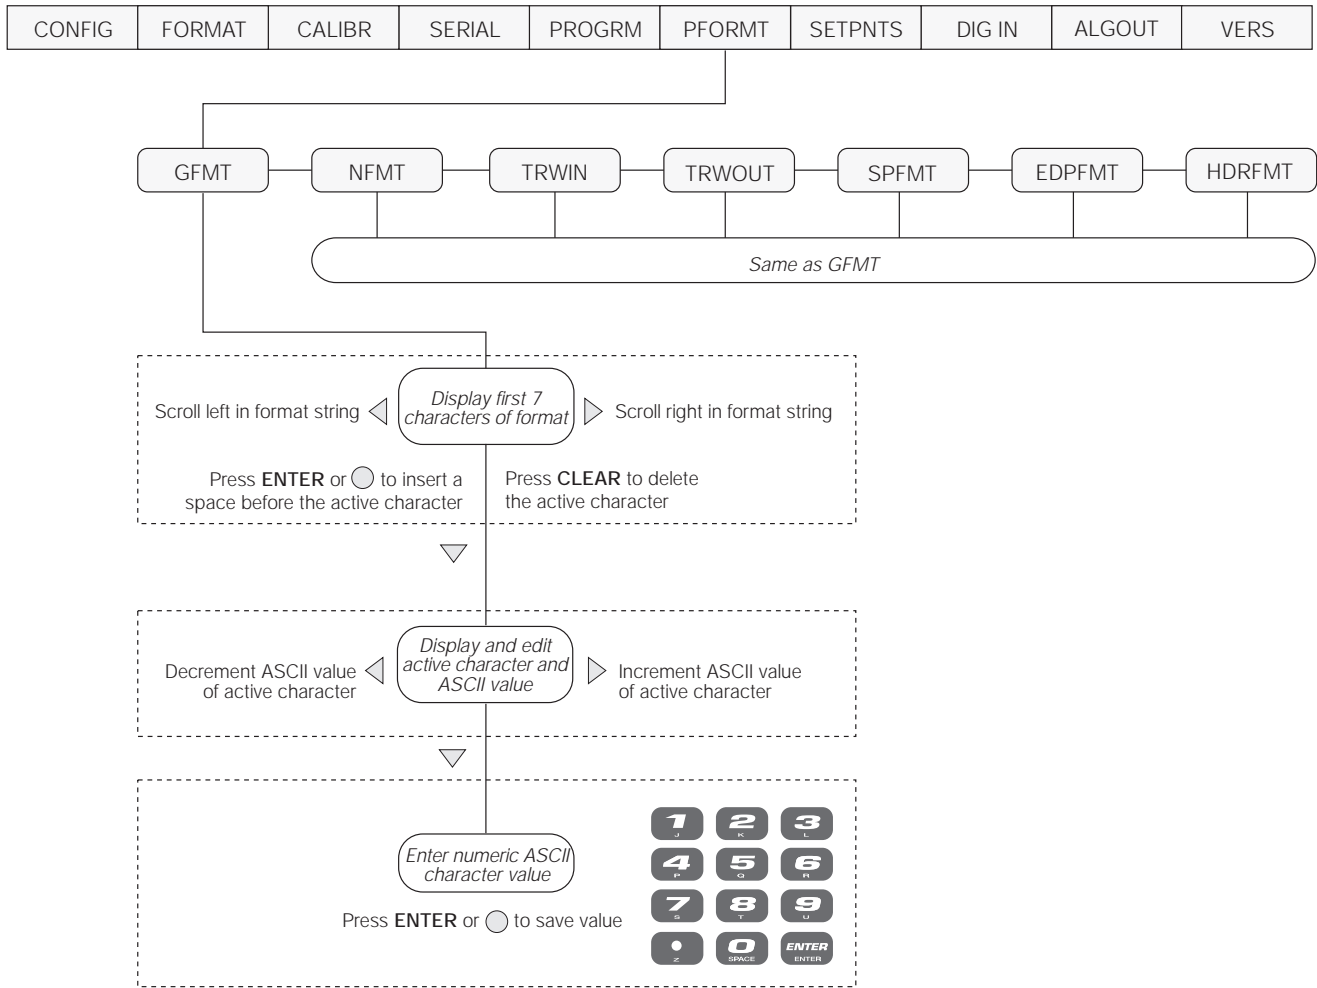 CONFIG FORMAT CALIBR SERIAL PROGRM PFORMT SETPNTS DIG IN ALGOUT VERS
GFMT NFMT TRWIN TRWOUT SPFMT EDPFMT HDRFMT
Same as GFMT
Display first 7
characters of format
Scroll left in format string
Scroll right in format string
Press ENTER or to insert a
space before the active character
Press CLEAR to delete
the active character
Display and edit
active character and
ASCII value
Decrement ASCII value
of active character
Increment ASCII value
of active character
Enter numeric ASCII
character value
Press ENTER or to save value
1 2 3
J K L
4 5 6
P Q R
7 8 9
S T U
• 0 ENTER
Z SPACE ENTER